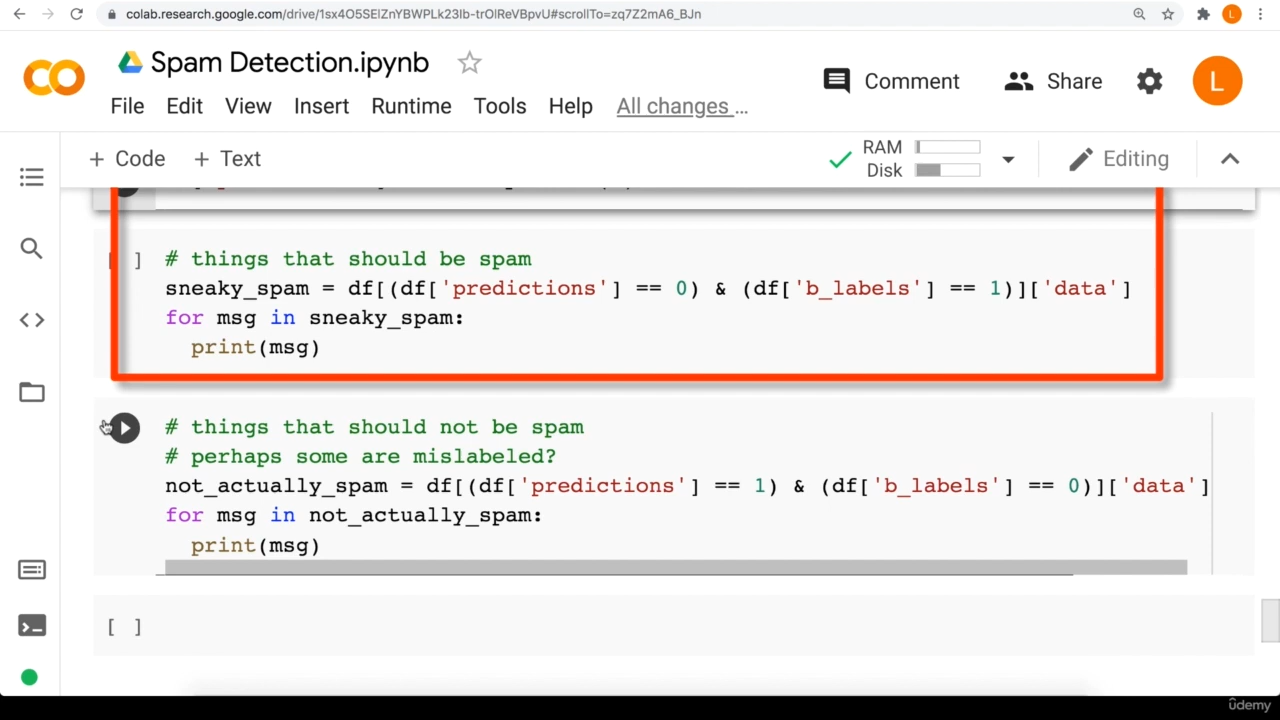 colab.research.google.com/drive/1sx4O5SElZnYBWPLk23Ib-trOlReVBpvU#scrollTo=zq7Z2mA6_BJn
L
Spam Detection.ipynb
Comment
Share
L
File Edit View Insert Runtime Tools Help All changes …
+ Code + Text
RAM
Disk
Editing
[ ]
# things that should be spam
sneaky_spam = df[(df['predictions'] == 0) & (df['b_labels'] == 1)]['data']
for msg in sneaky_spam:
  print(msg)
# things that should not be spam
# perhaps some are mislabeled?
not_actually_spam = df[(df['predictions'] == 1) & (df['b_labels'] == 0)]['data']
for msg in not_actually_spam:
  print(msg)
[ ]
ûdemy